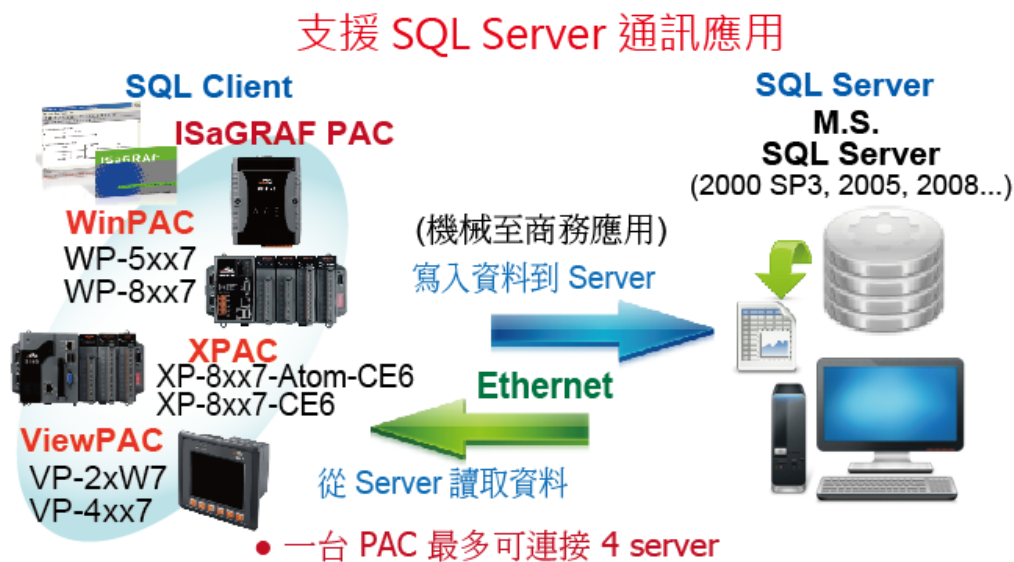 支援 SQL Server 通訊應用
SQL Client
ISaGRAF PAC
ISaGRAF
WinPAC
WP-5xx7
WP-8xx7
XPAC
XP-8xx7-Atom-CE6
XP-8xx7-CE6
ViewPAC
VP-2xW7
VP-4xx7
(機械至商務應用)
寫入資料到 Server
Ethernet
從 Server 讀取資料
SQL Server
M.S.
SQL Server
(2000 SP3, 2005, 2008...)
● 一台 PAC 最多可連接 4 server